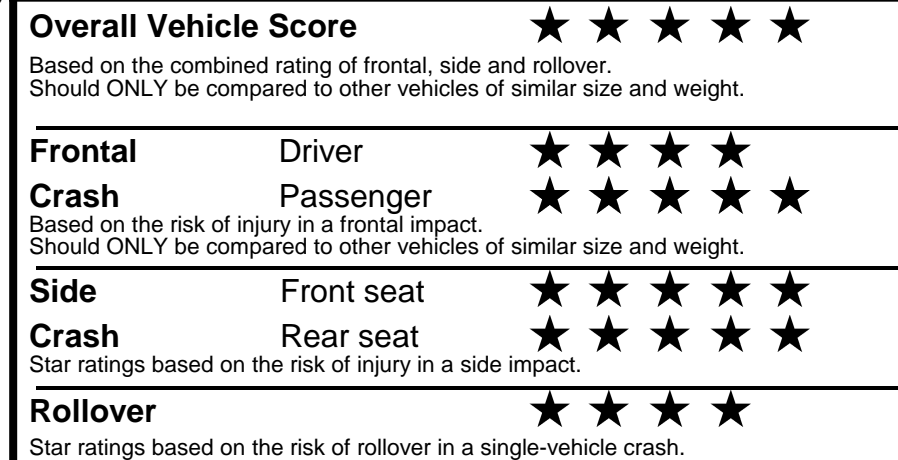 Overall Vehicle Score ★ ★ ★ ★ ★
Based on the combined rating of frontal, side and rollover.
Should ONLY be compared to other vehicles of similar size and weight.
Frontal Driver ★ ★ ★ ★
Crash Passenger ★ ★ ★ ★ ★
Based on the risk of injury in a frontal impact.
Should ONLY be compared to other vehicles of similar size and weight.
Side Front seat ★ ★ ★ ★ ★
Crash Rear seat ★ ★ ★ ★ ★
Star ratings based on the risk of injury in a side impact.
Rollover ★ ★ ★ ★
Star ratings based on the risk of rollover in a single-vehicle crash.